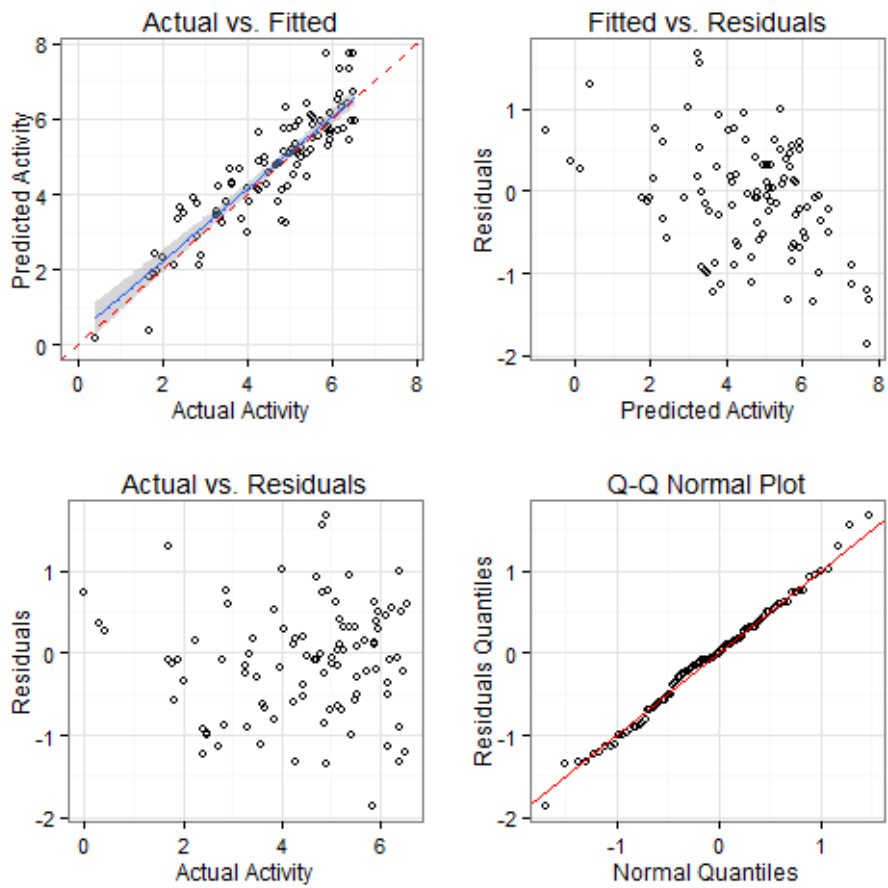 Actual vs. Fitted
8
6
4
2
0
Predicted Activity
0 2 4 6 8
Actual Activity
Fitted vs. Residuals
1
0
-1
-2
Residuals
0 2 4 6 8
Predicted Activity
Actual vs. Residuals
1
0
-1
-2
Residuals
0 2 4 6
Actual Activity
Q-Q Normal Plot
1
0
-1
-2
Residuals Quantiles
-1 0 1
Normal Quantiles